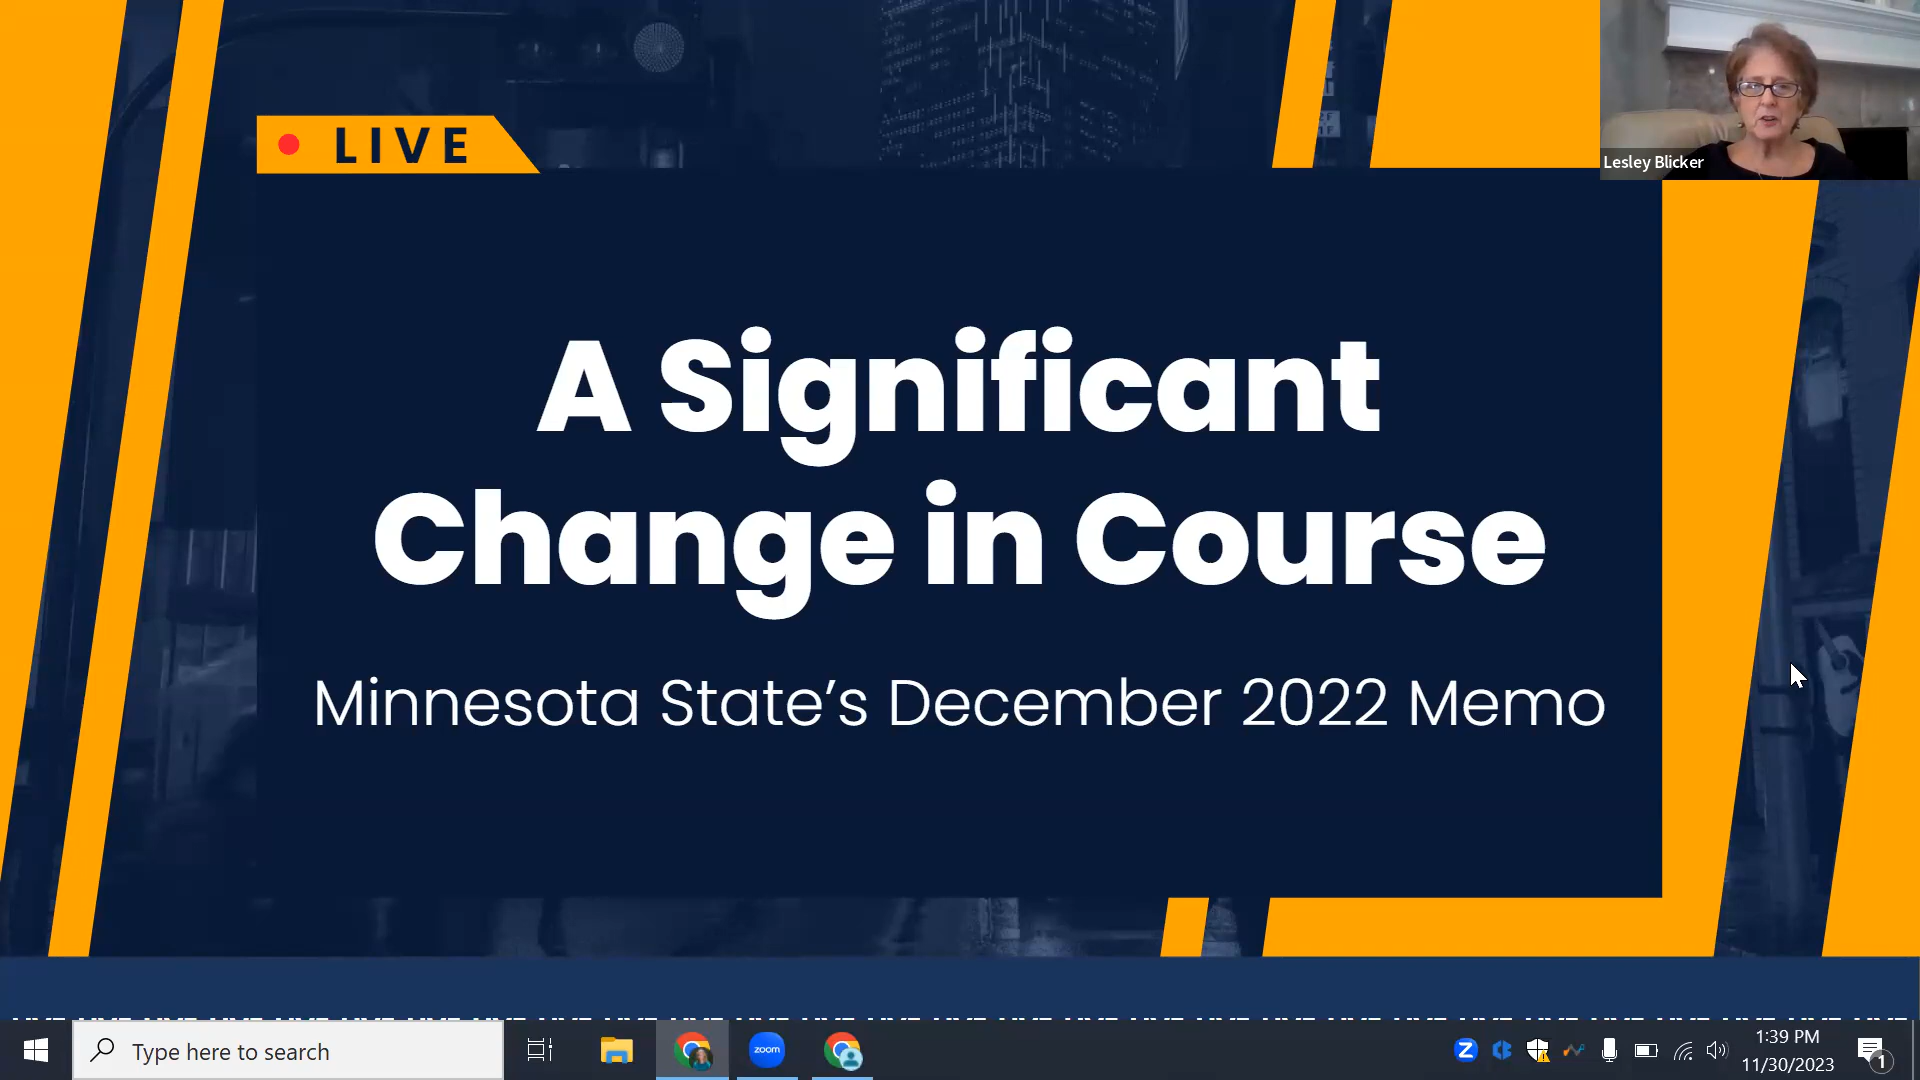 LIVE
Lesley Blicker
A Significant
Change in Course
Minnesota State’s December 2022 Memo
Type here to search
zoom
Z
1:39 PM
11/30/2023
1